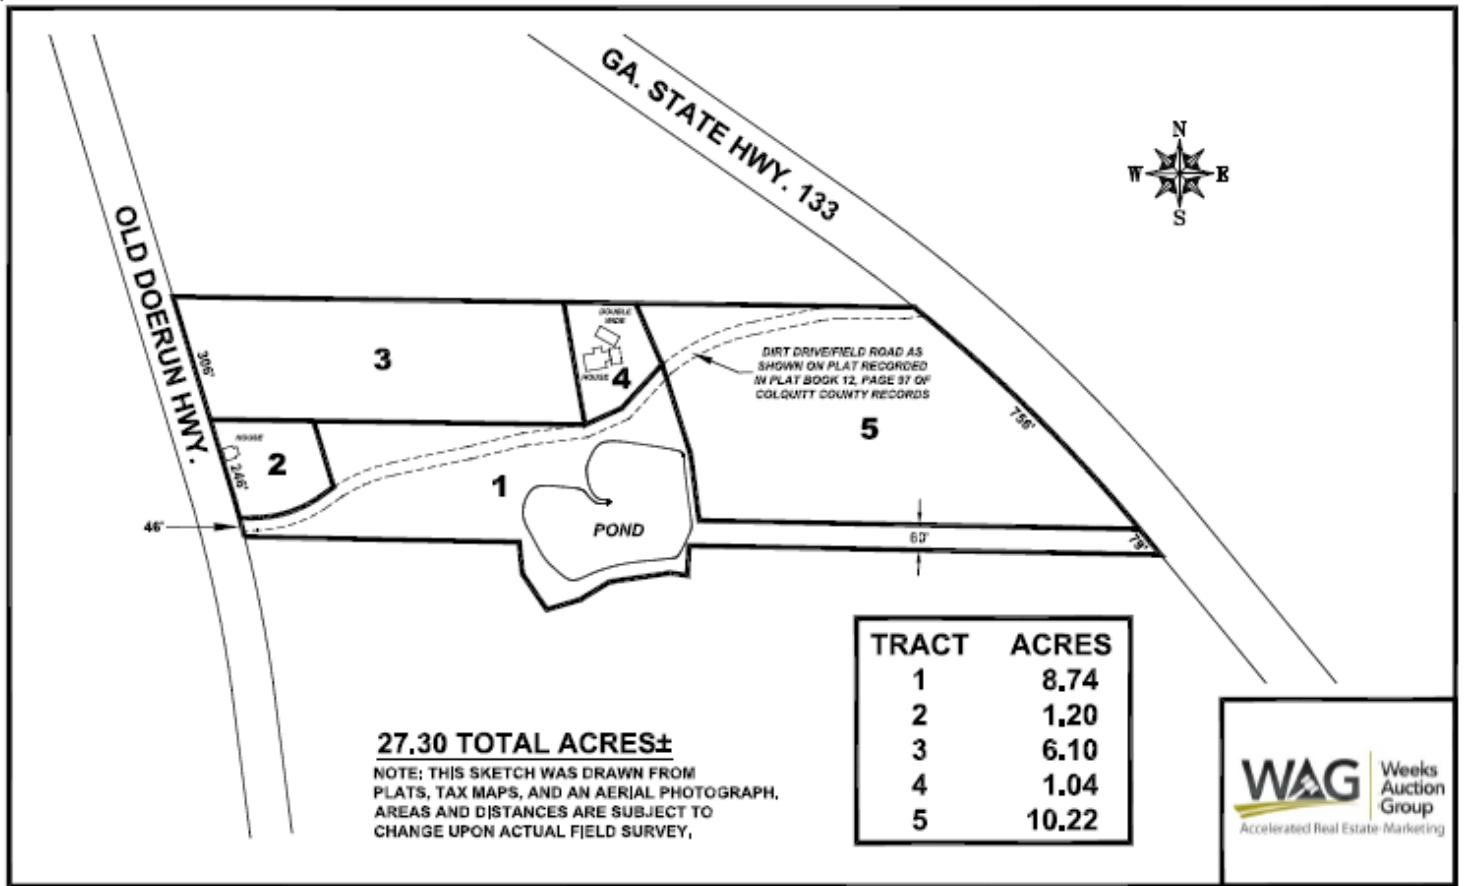 GA. STATE HWY. 133
N
W E
S
OLD DOERUN HWY.
306'
3
DOUBLE
WIDE
HOUSE
4
DIRT DRIVE/FIELD ROAD AS
SHOWN ON PLAT RECORDED
IN PLAT BOOK 12, PAGE 97 OF
COLQUITT COUNTY RECORDS
5
756'
HOUSE
246'
2
1
46'
POND
60'
79'
TRACT ACRES
1 8.74
2 1.20
3 6.10
4 1.04
5 10.22
27.30 TOTAL ACRES±
NOTE: THIS SKETCH WAS DRAWN FROM
PLATS, TAX MAPS, AND AN AERIAL PHOTOGRAPH.
AREAS AND DISTANCES ARE SUBJECT TO
CHANGE UPON ACTUAL FIELD SURVEY.
WAG
Weeks
Auction
Group
Accelerated Real Estate Marketing